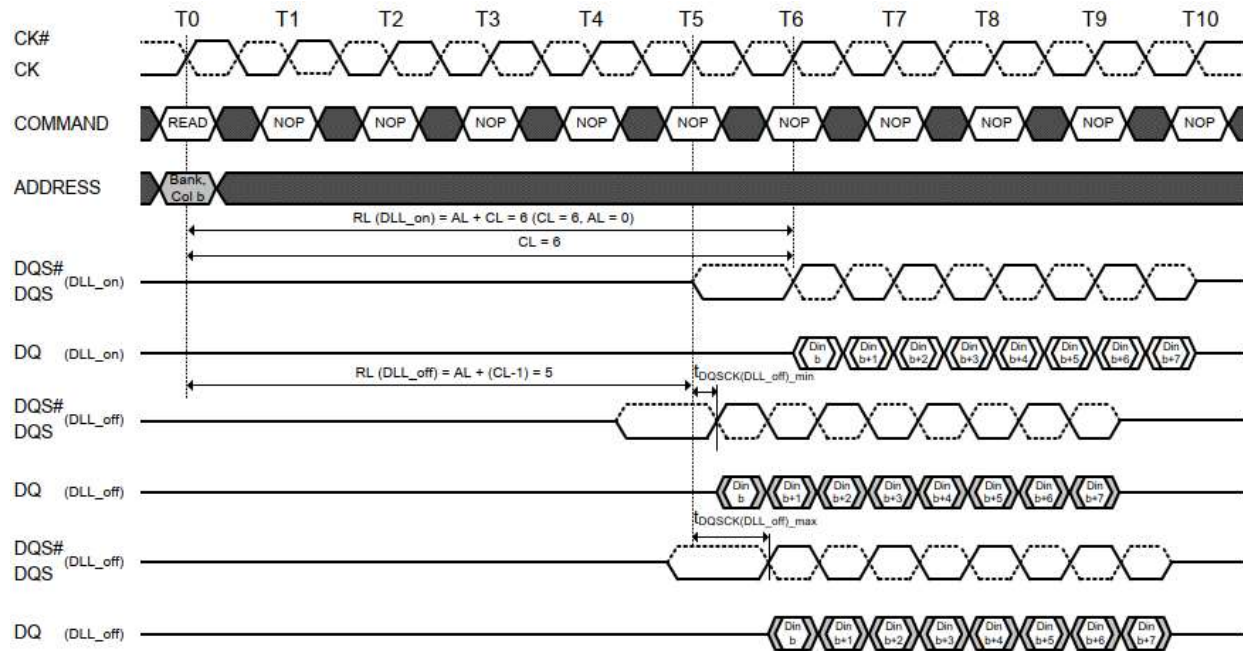 T0 T1 T2 T3 T4 T5 T6 T7 T8 T9 T10
CK#
CK
COMMAND READ NOP NOP NOP NOP NOP NOP NOP NOP NOP NOP
ADDRESS Bank, Col b
RL (DLL_on) = AL + CL = 6 (CL = 6, AL = 0)
CL = 6
DQS# (DLL_on)
DQS
DQ (DLL_on) Din b Din b+1 Din b+2 Din b+3 Din b+4 Din b+5 Din b+6 Din b+7
RL (DLL_off) = AL + (CL-1) = 5 tDQSCK(DLL_off)_min
DQS# (DLL_off)
DQS
DQ (DLL_off) Din b Din b+1 Din b+2 Din b+3 Din b+4 Din b+5 Din b+6 Din b+7
tDQSCK(DLL_off)_max
DQS# (DLL_off)
DQS
DQ (DLL_off) Din b Din b+1 Din b+2 Din b+3 Din b+4 Din b+5 Din b+6 Din b+7